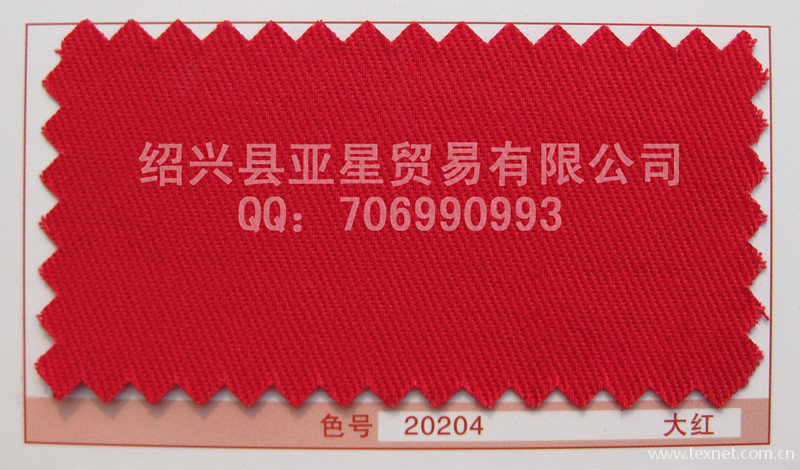 绍兴县亚星贸易有限公司
QQ：706990993
色号 20204 大红
www.texnet.com.cn